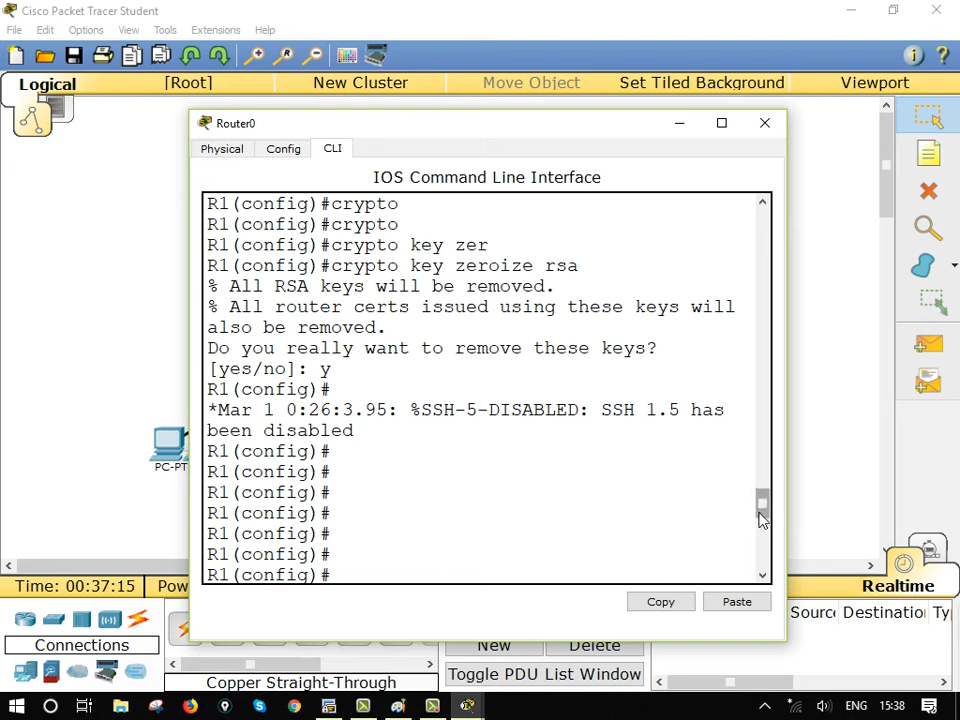 Cisco Packet Tracer Student
File Edit Options View Tools Extensions Help
Logical [Root] New Cluster Move Object Set Tiled Background Viewport
Router0
Physical Config CLI
IOS Command Line Interface
R1(config)#crypto
R1(config)#crypto
R1(config)#crypto key zer
R1(config)#crypto key zeroize rsa
% All RSA keys will be removed.
% All router certs issued using these keys will
also be removed.
Do you really want to remove these keys?
[yes/no]: y
R1(config)#
*Mar 1 0:26:3.95: %SSH-5-DISABLED: SSH 1.5 has
been disabled
R1(config)#
R1(config)#
R1(config)#
R1(config)#
R1(config)#
R1(config)#
R1(config)#
Copy Paste
PC-PT
Time: 00:37:15 Pow
Realtime
Connections
Copper Straight-Through
New Delete
Toggle PDU List Window
Source Destination Ty
ENG 15:38